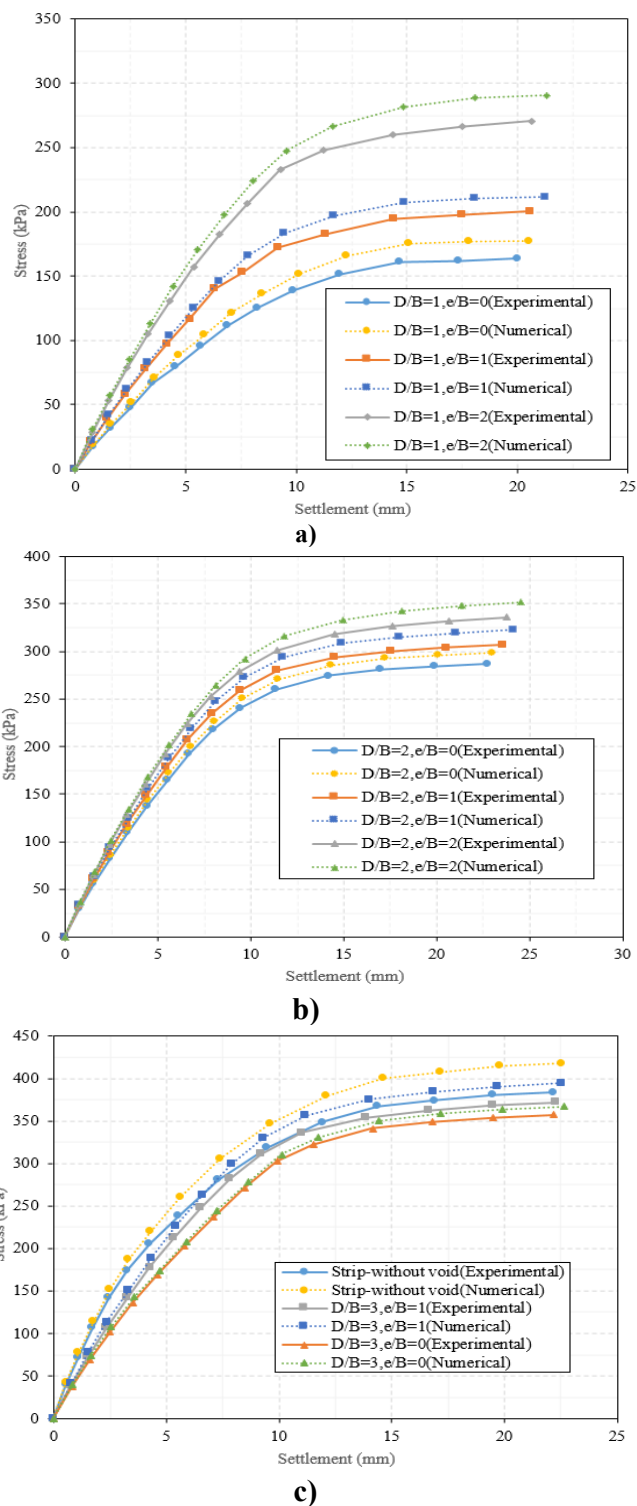 350
300
250
200
150
100
50
0
Stress (kPa)
D/B=1,e/B=0(Experimental)
D/B=1,e/B=0(Numerical)
D/B=1,e/B=1(Experimental)
D/B=1,e/B=1(Numerical)
D/B=1,e/B=2(Experimental)
D/B=1,e/B=2(Numerical)
0 5 10 15 20 25
Settlement (mm)
a)
400
350
300
250
200
150
100
50
0
Stress (kPa)
D/B=2,e/B=0(Experimental)
D/B=2,e/B=0(Numerical)
D/B=2,e/B=1(Experimental)
D/B=2,e/B=1(Numerical)
D/B=2,e/B=2(Experimental)
D/B=2,e/B=2(Numerical)
0 5 10 15 20 25 30
Settlement (mm)
b)
450
400
350
300
250
200
150
100
50
0
Stress (kPa)
Strip-without void(Experimental)
Strip-without void(Numerical)
D/B=3,e/B=1(Experimental)
D/B=3,e/B=1(Numerical)
D/B=3,e/B=0(Experimental)
D/B=3,e/B=0(Numerical)
0 5 10 15 20 25
Settlement (mm)
c)